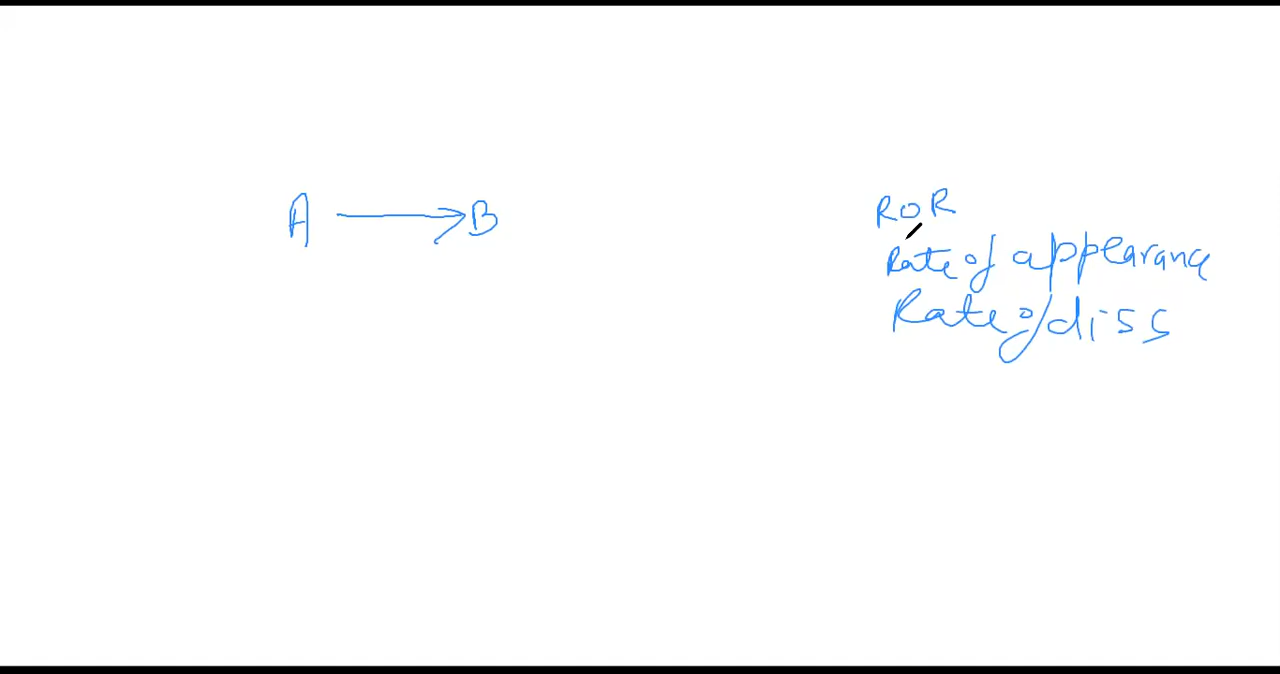 A → B
ROR
Rate of appearance
Rate of diss